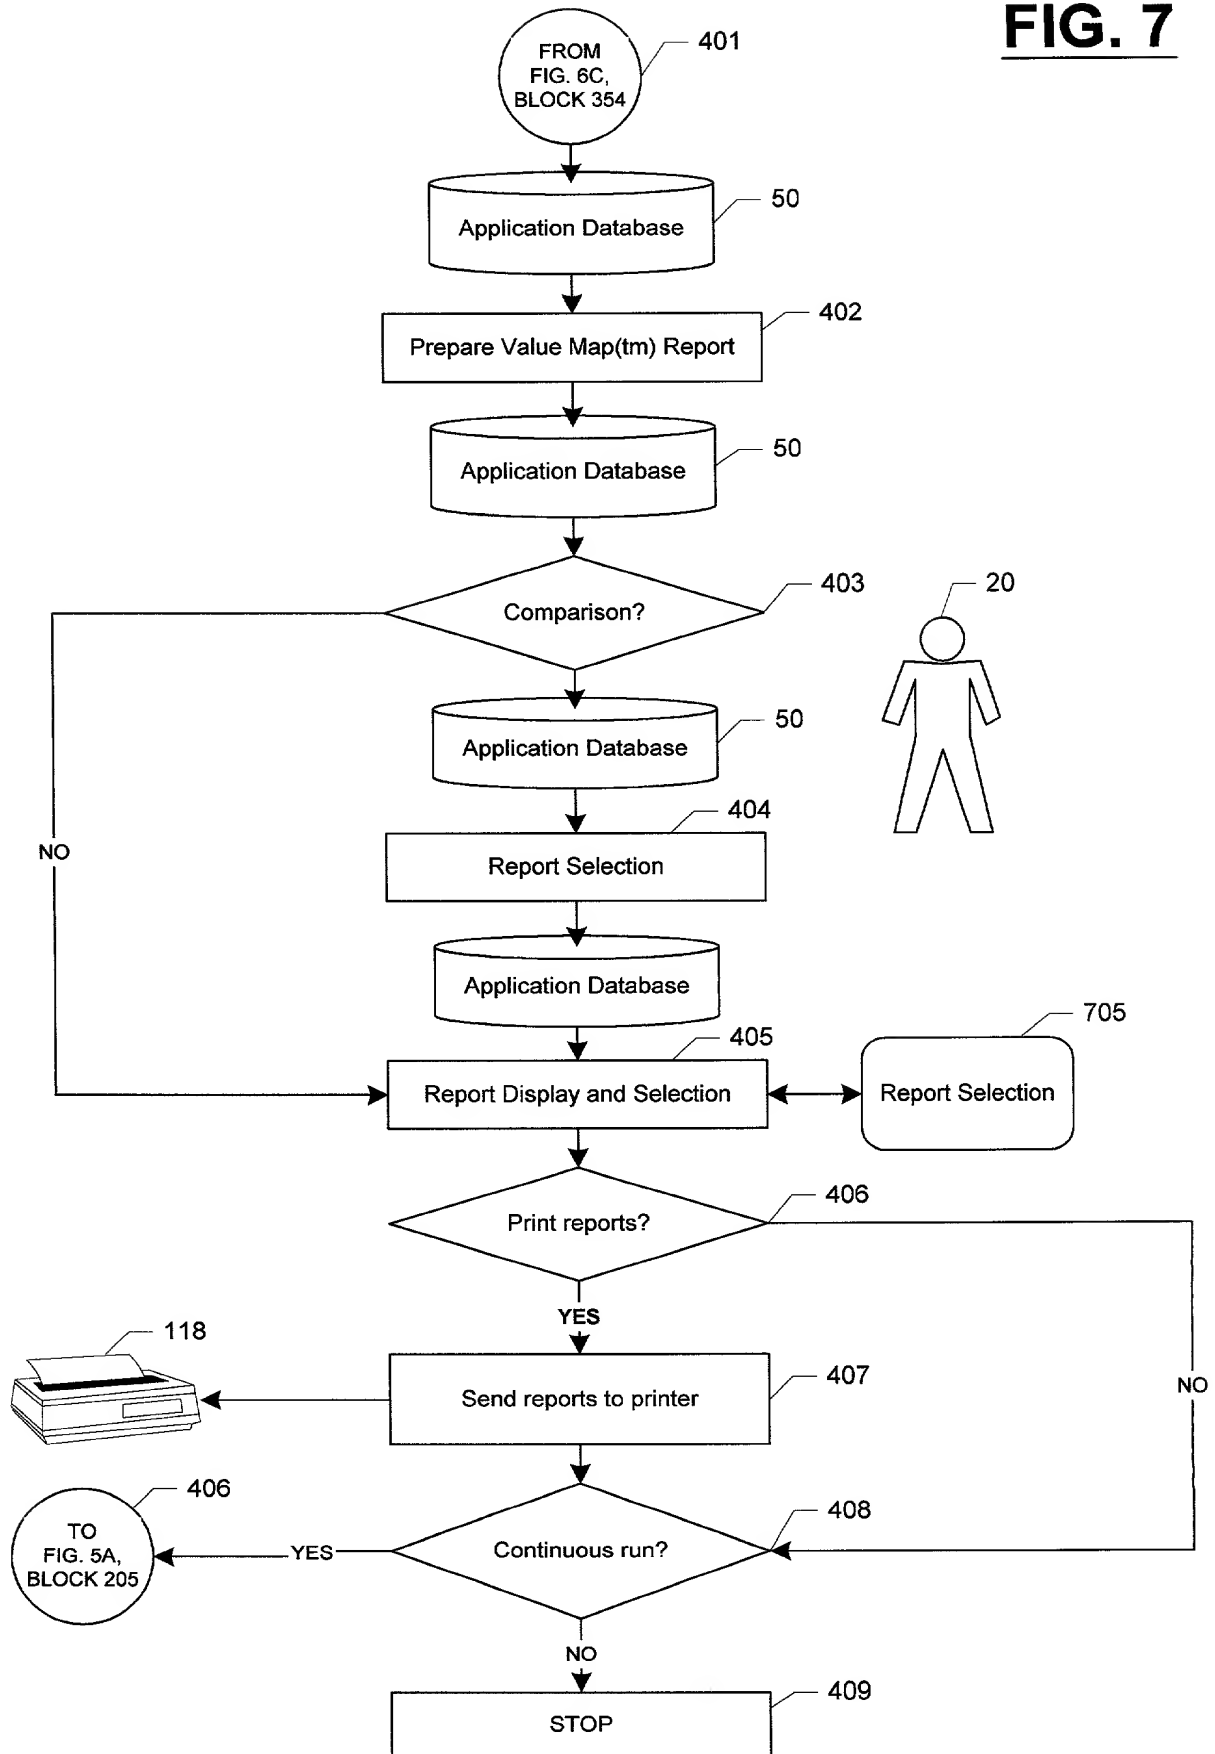 FIG. 7
FROM
FIG. 6C,
BLOCK 354
401
Application Database
50
Prepare Value Map(tm) Report
402
Application Database
50
Comparison?
403
20
Application Database
50
NO
Report Selection
404
Application Database
Report Display and Selection
405
Report Selection
705
Print reports?
406
YES
NO
118
Send reports to printer
407
TO
FIG. 5A,
BLOCK 205
406
YES
Continuous run?
408
NO
STOP
409